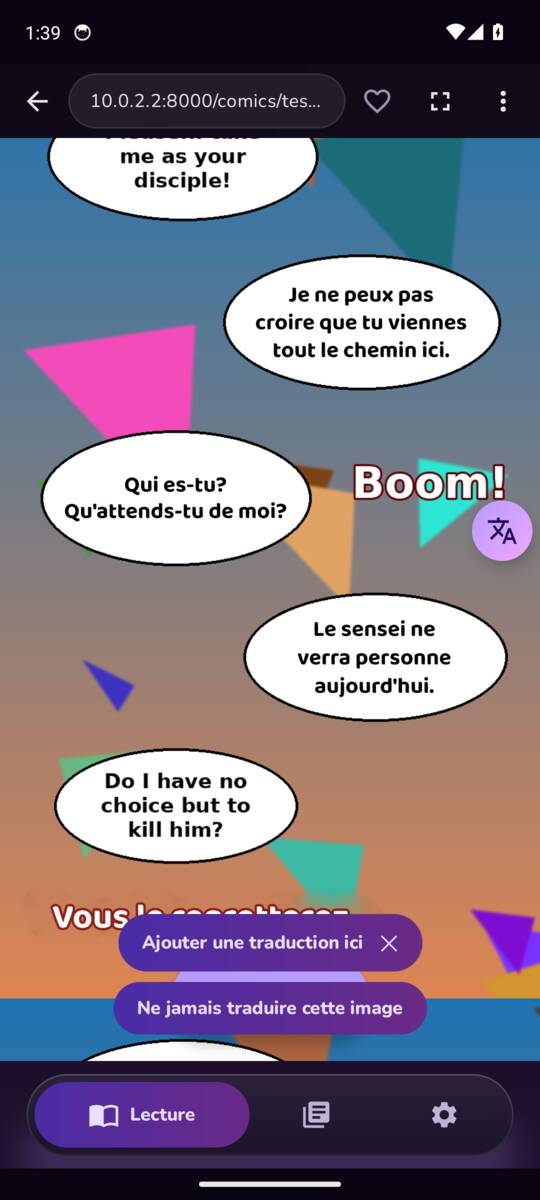 1:39
10.0.2.2:8000/comics/tes...
me as your
disciple!
Je ne peux pas
croire que tu viennes
tout le chemin ici.
Qui es-tu?
Qu'attends-tu de moi?
Boom!
Le sensei ne
verra personne
aujourd'hui.
Do I have no
choice but to
kill him?
Vous le
Ajouter une traduction ici
Ne jamais traduire cette image
Lecture